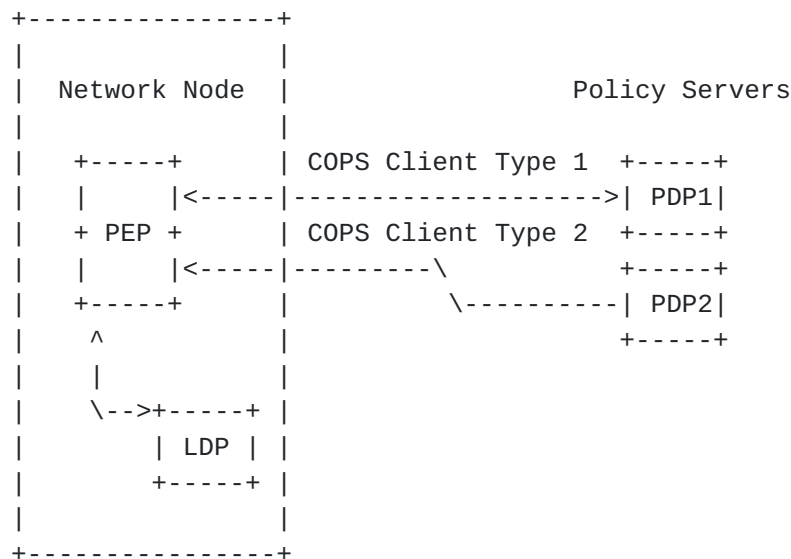 Network Node Policy Servers
COPS Client Type 1
PDP1
PEP COPS Client Type 2
PDP2
LDP